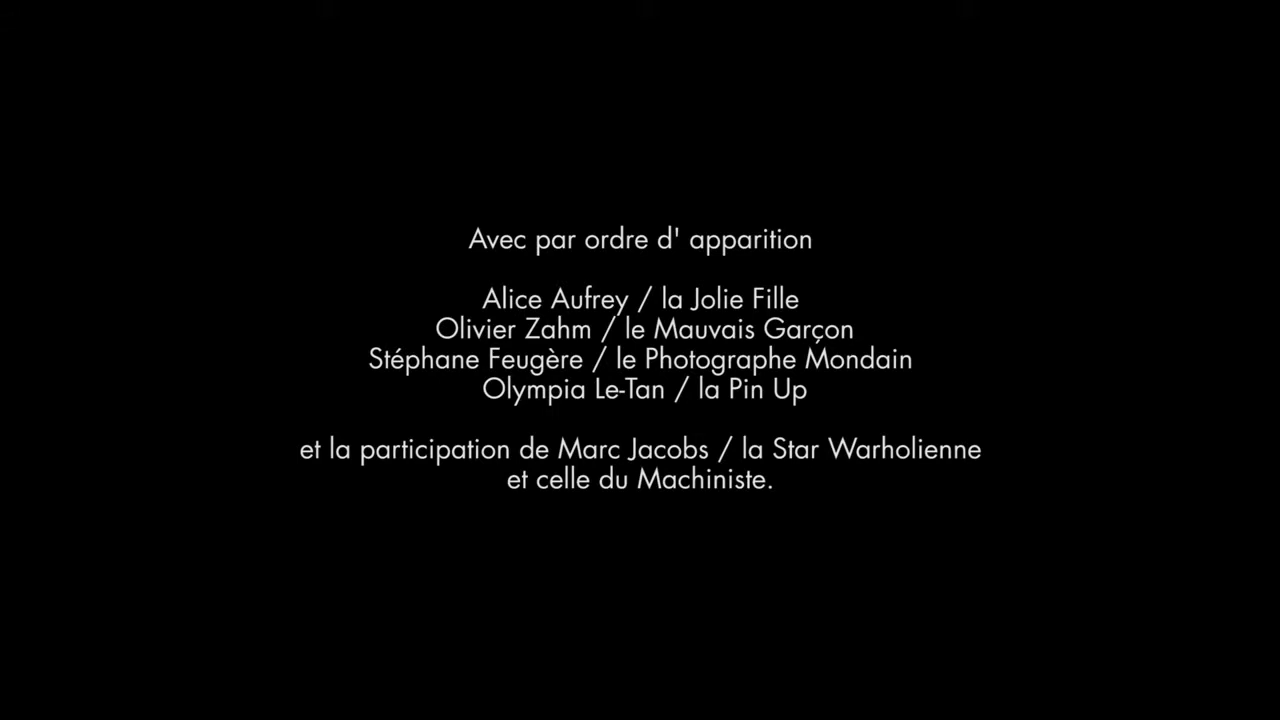 Avec par ordre d' apparition
Alice Aufrey / la Jolie Fille
Olivier Zahm / le Mauvais Garçon
Stéphane Feugère / le Photographe Mondain
Olympia Le-Tan / la Pin Up
et la participation de Marc Jacobs / la Star Warholienne
et celle du Machiniste.